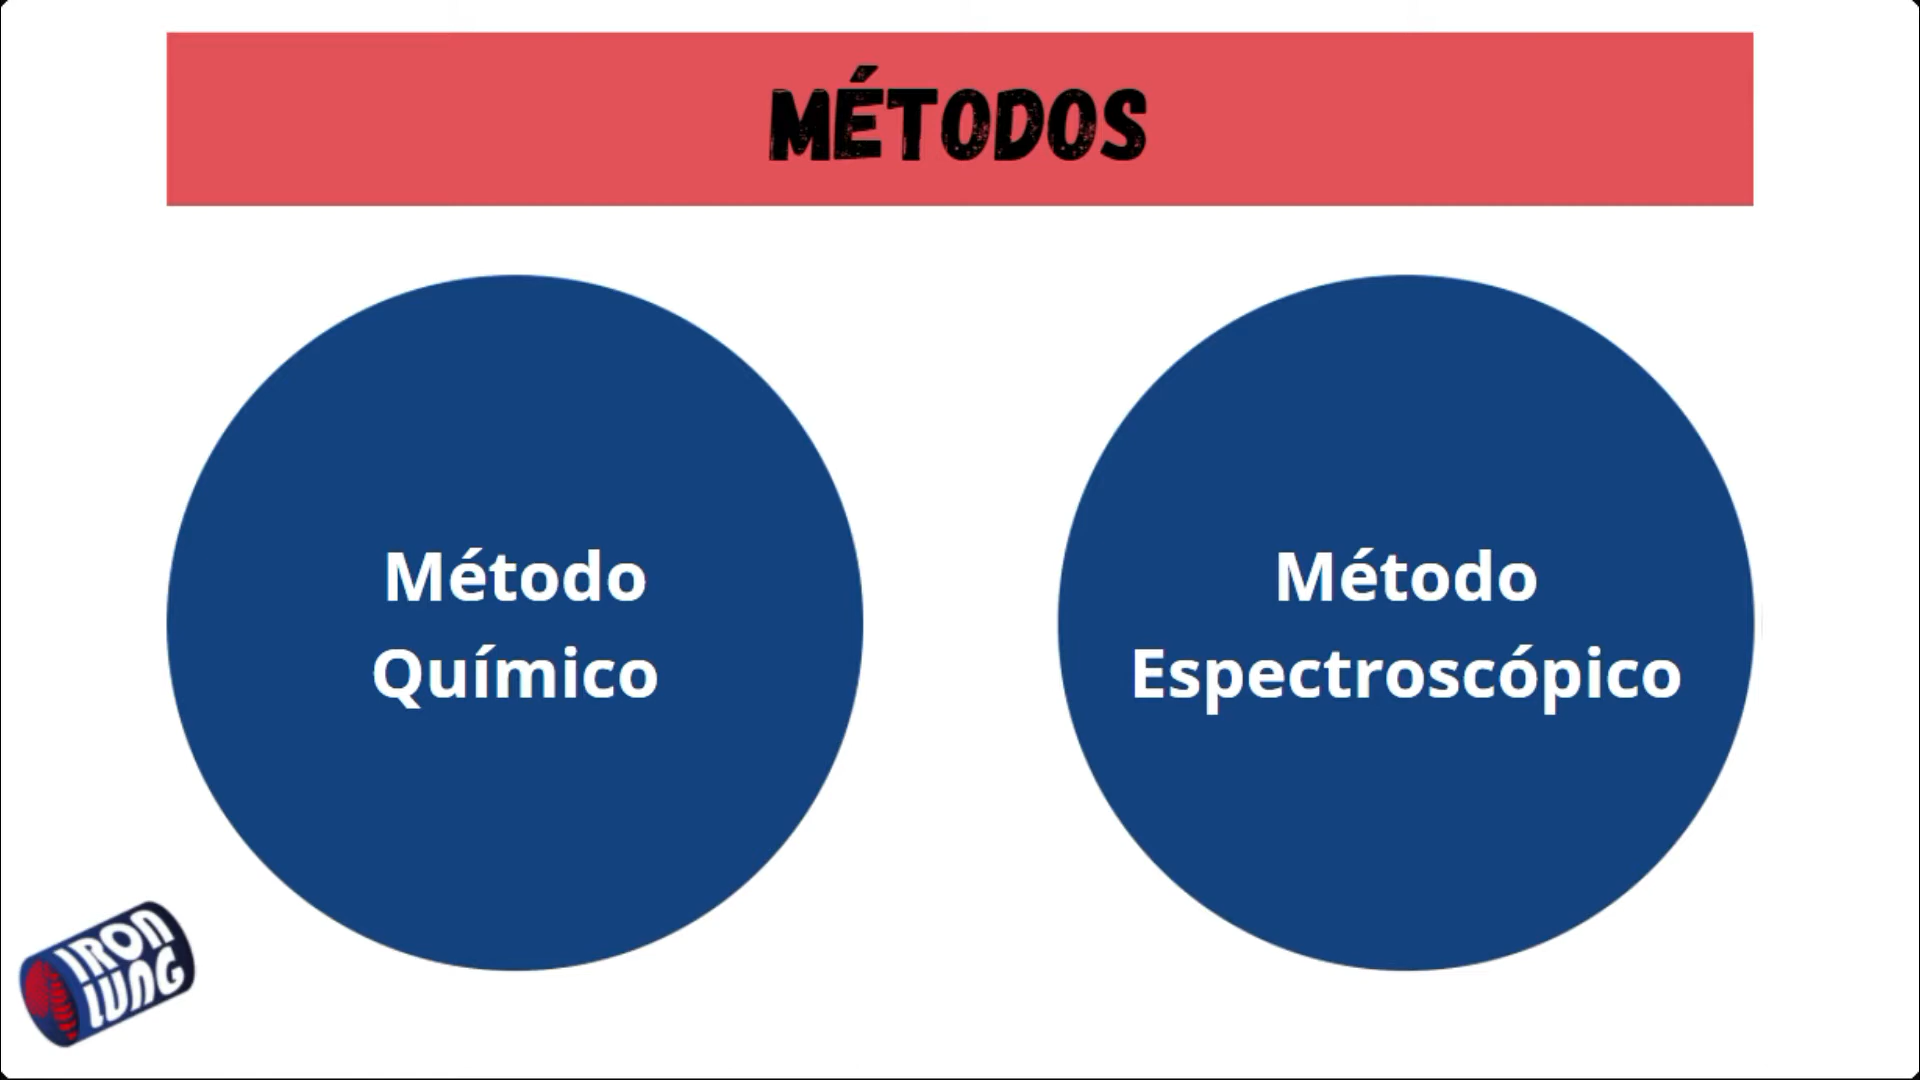 MÉTODOS
Método
Químico
Método
Espectroscópico
IRON
LUNG